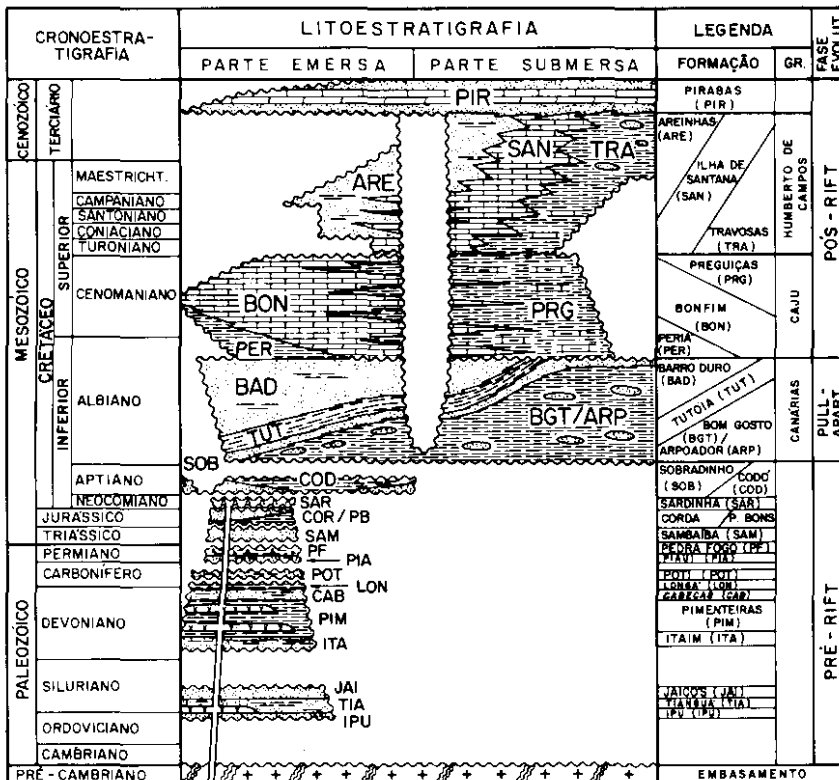 CRONOESTRA-
TIGRAFIA
LITOESTRATIGRAFIA
PARTE EMERSA
PARTE SUBMERSA
LEGENDA
FORMAÇÃO
GR.
FASE
EVOLUT.
CENOZÓICO
TERCIÁRIO
MESOZÓICO
CRETÁCEO
SUPERIOR
MAESTRICHT.
CAMPANIANO
SANTONIANO
CONIACIANO
TURONIANO
CENOMANIANO
INFERIOR
ALBIANO
APTIANO
NEOCOMIANO
JURÁSSICO
TRIÁSSICO
PALEOZÓICO
PERMIANO
CARBONÍFERO
DEVONIANO
SILURIANO
ORDOVICIANO
CAMBRIANO
PRÉ-CAMBRIANO
PIR
ARE
SAN
TRA
BON
PER
PRG
BAD
TUT
BGT/ARP
SOB
COD
SAR
COR/PB
SAM
PF
PIA
POT
LON
CAB
PIM
ITA
JAI
TIA
IPU
PIRABAS
(PIR)
AREINHAS
(ARE)
ILHA DE
SANTANA
(SAN)
TRAVOSAS
(TRA)
PREGUIÇAS
(PRG)
BONFIM
(BON)
PERIÁ
(PER)
BARRO DURO
(BAD)
TUTOIA (TUT)
BOM GOSTO
(BGT)/
ARPOADOR (ARP)
SOBRADINHO
(SOB)
CODÓ
(COD)
SARDINHA (SAR)
CORDA
P. BONS
SAMBAÍBA (SAM)
PEDRA FOGO (PF)
PIAUÍ (PIA)
POTI (POT)
LONGÁ (LON)
CABEÇAS (CAB)
PIMENTEIRAS
(PIM)
ITAIM (ITA)
JAICÓS (JAI)
TIANGUÁ (TIA)
IPU (IPU)
EMBASAMENTO
HUMBERTO DE
CAMPOS
CAJU
CANÁRIAS
PÓS-RIFT
PULL-
APART
PRÉ-RIFT